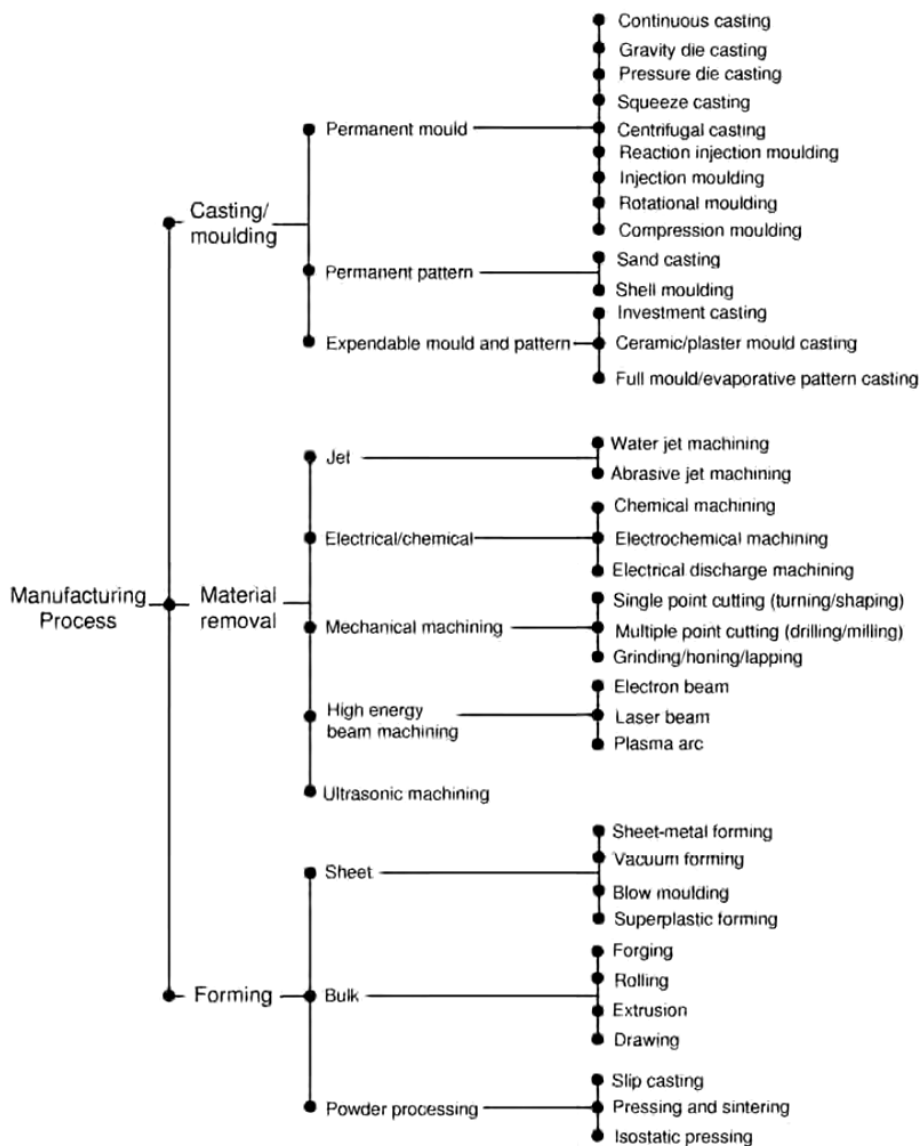 Continuous casting
Gravity die casting
Pressure die casting
Squeeze casting
Permanent mould
Centrifugal casting
Reaction injection moulding
Injection moulding
Rotational moulding
Casting/
moulding
Compression moulding
Sand casting
Permanent pattern
Shell moulding
Investment casting
Expendable mould and pattern
Ceramic/plaster mould casting
Full mould/evaporative pattern casting
Water jet machining
Jet
Abrasive jet machining
Chemical machining
Electrical/chemical
Electrochemical machining
Electrical discharge machining
Manufacturing
Process
Material
removal
Single point cutting (turning/shaping)
Mechanical machining
Multiple point cutting (drilling/milling)
Grinding/honing/lapping
Electron beam
High energy
beam machining
Laser beam
Plasma arc
Ultrasonic machining
Sheet-metal forming
Vacuum forming
Sheet
Blow moulding
Superplastic forming
Forging
Rolling
Forming
Bulk
Extrusion
Drawing
Slip casting
Powder processing
Pressing and sintering
Isostatic pressing